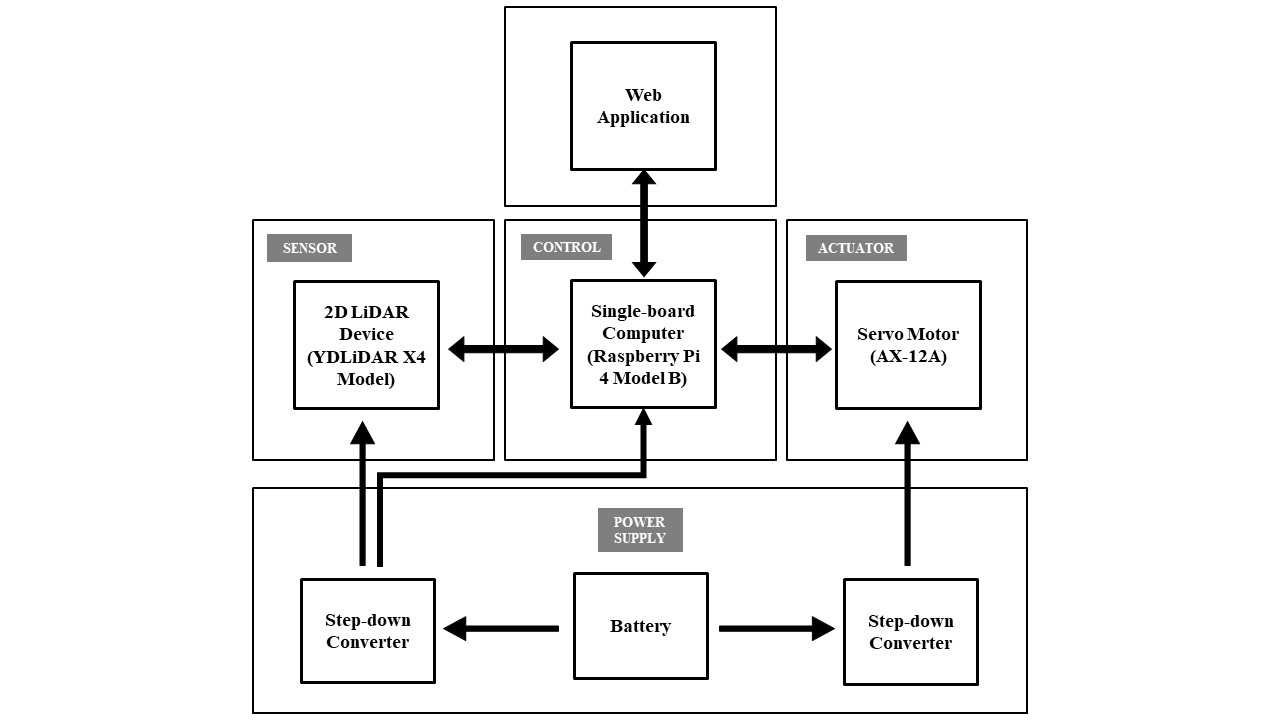 Web
Application
SENSOR
CONTROL
ACTUATOR
2D LiDAR
Device
(YDLiDAR X4
Model)
Single-board
Computer
(Raspberry Pi
4 Model B)
Servo Motor
(AX-12A)
POWER
SUPPLY
Step-down
Converter
Battery
Step-down
Converter